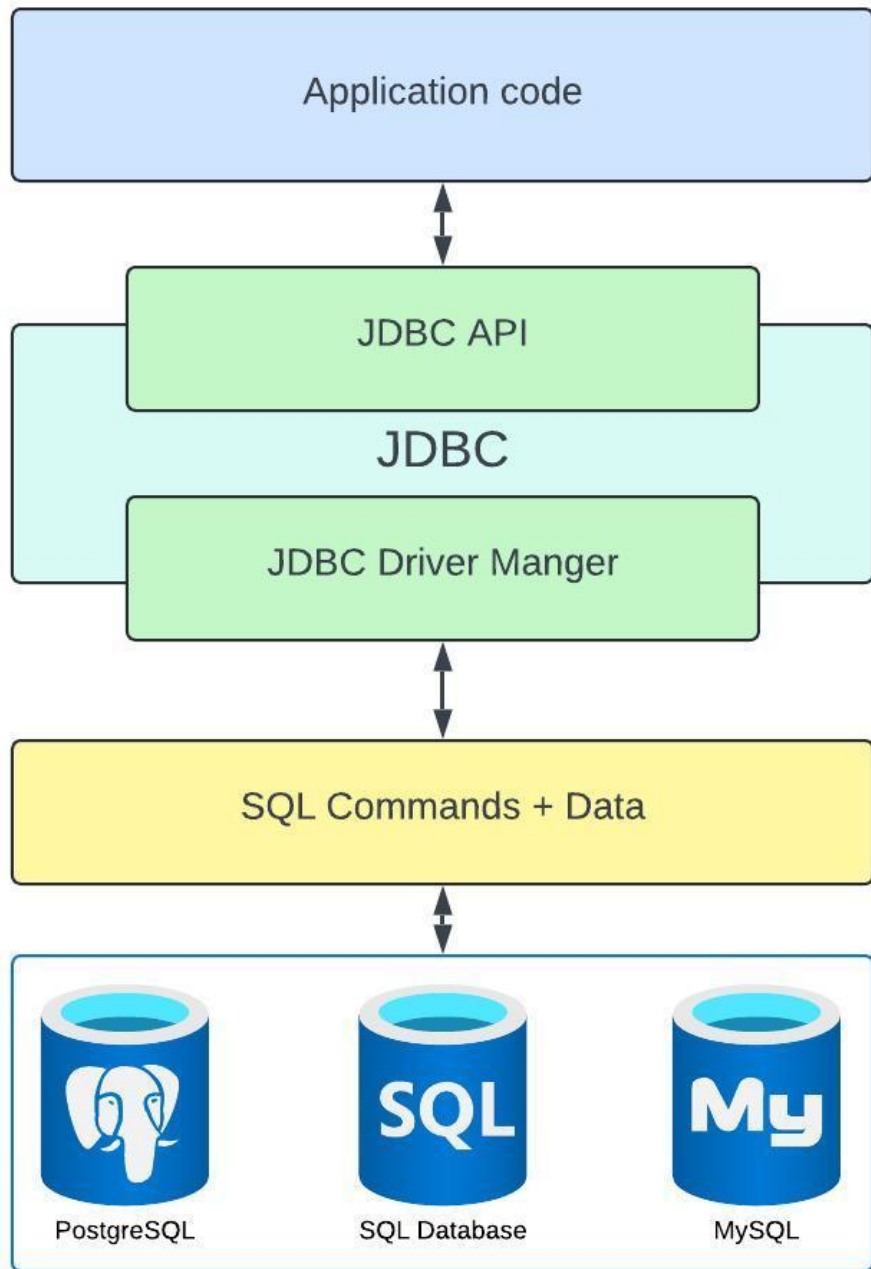 Application code
JDBC API
JDBC
JDBC Driver Manger
SQL Commands + Data
SQL
My
PostgreSQL
SQL Database
MySQL